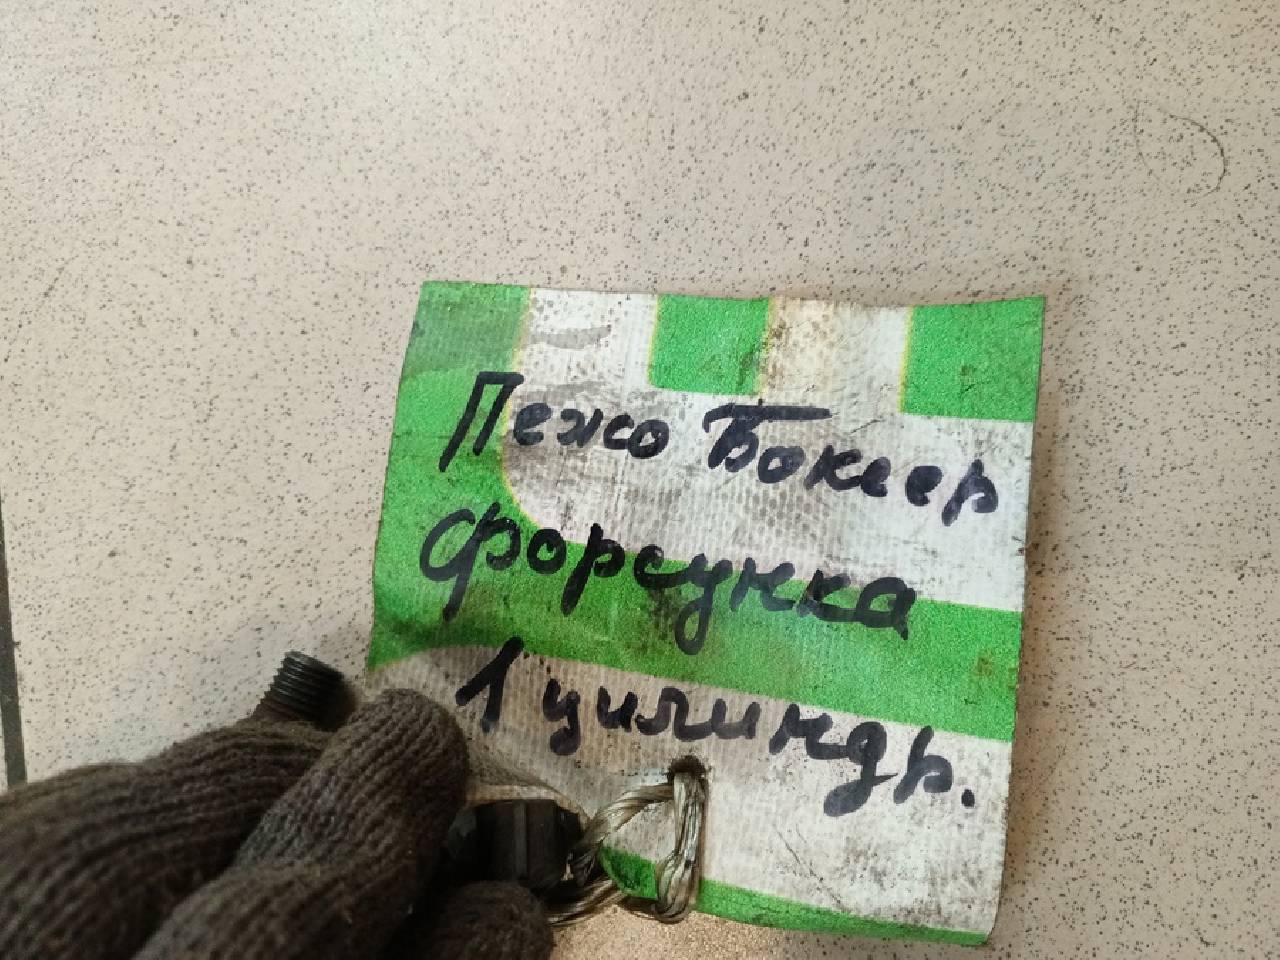 Пежо Боксер
форсунка
1 цилиндр.